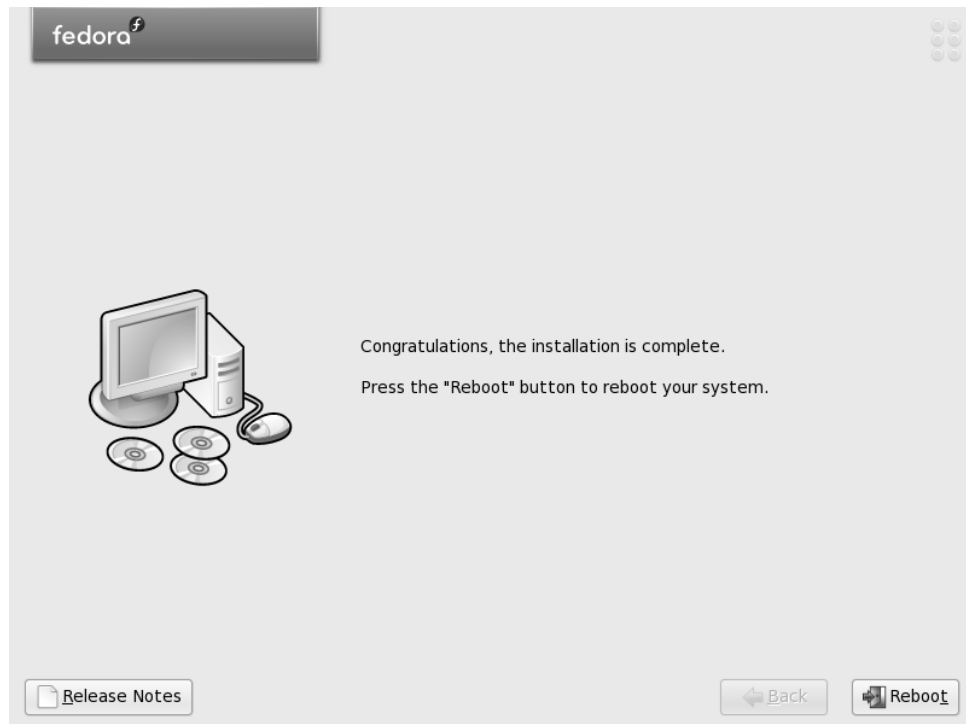 fedora
Congratulations, the installation is complete.
Press the "Reboot" button to reboot your system.
Release Notes
Back
Reboot